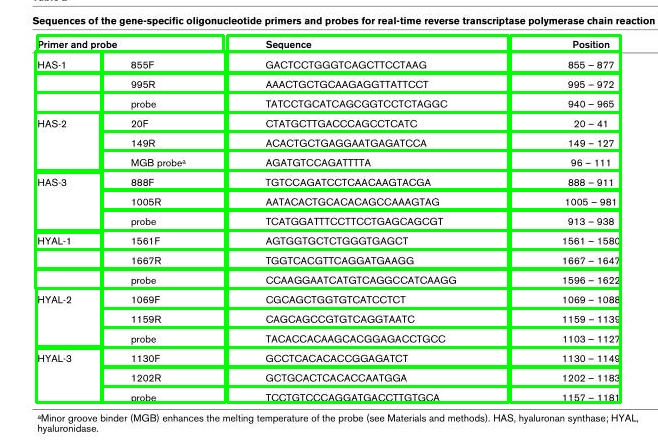 Sequences of the gene-specific oligonucleotide primers and probes for real-time reverse transcriptase polymerase chain reaction
Primer and probe Sequence Position
HAS-1 855F GACTCCTGGGTCAGCTTCCTAAG 855 – 877
995R AAACTGCTGCAAGAGGTTATTCCT 995 – 972
probe TATCCTGCATCAGCGGTCCTCTAGGC 940 – 965
HAS-2 20F CTATGCTTGACCCAGCCTCATC 20 – 41
149R ACACTGCTGAGGAATGAGATCCA 149 – 127
MGB probeᵃ AGATGTCCAGATTTTA 96 – 111
HAS-3 888F TGTCCAGATCCTCAACAAGTACGA 888 – 911
1005R AATACACTGCACACAGCCAAAGTAG 1005 – 981
probe TCATGGATTTCCTTCCTGAGCAGCGT 913 – 938
HYAL-1 1561F AGTGGTGCTCTGGGTGAGCT 1561 – 1580
1667R TGGTCACGTTCAGGATGAAGG 1667 – 1647
probe CCAAGGAATCATGTCAGGCCATCAAGG 1596 – 1622
HYAL-2 1069F CGCAGCTGGTGTCATCCTCT 1069 – 1088
1159R CAGCAGCCGTGTCAGGTAATC 1159 – 1139
probe TACACCACAAGCACGGAGACCTGCC 1103 – 1127
HYAL-3 1130F GCCTCACACACCGGAGATCT 1130 – 1149
1202R GCTGCACTCACACCAATGGA 1202 – 1183
probe TCCTGTCCCAGGATGACCTTGTGCA 1157 – 1181
ᵃMinor groove binder (MGB) enhances the melting temperature of the probe (see Materials and methods). HAS, hyaluronan synthase; HYAL,
hyaluronidase.